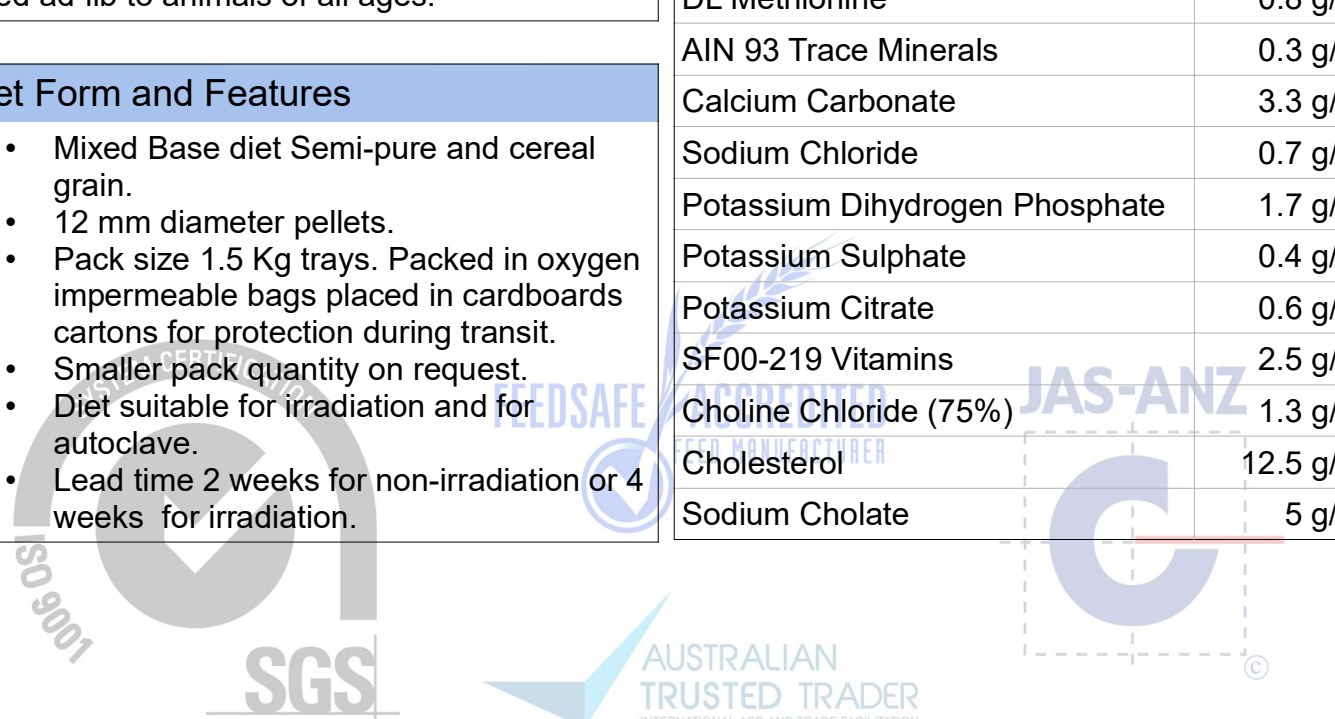 ed ad-lib to animals of all ages.
et Form and Features
• Mixed Base diet Semi-pure and cereal
grain.
• 12 mm diameter pellets.
• Pack size 1.5 Kg trays. Packed in oxygen
impermeable bags placed in cardboards
cartons for protection during transit.
• Smaller pack quantity on request.
• Diet suitable for irradiation and for
autoclave.
• Lead time 2 weeks for non-irradiation or 4
weeks for irradiation.
DL Methionine 0.8 g/
AIN 93 Trace Minerals 0.3 g/
Calcium Carbonate 3.3 g/
Sodium Chloride 0.7 g/
Potassium Dihydrogen Phosphate 1.7 g/
Potassium Sulphate 0.4 g/
Potassium Citrate 0.6 g/
SF00-219 Vitamins 2.5 g/
Choline Chloride (75%) 1.3 g/
Cholesterol 12.5 g/
Sodium Cholate 5 g/
SYSTEM CERTIFICATION
ISO 9001
SGS
FEEDSAFE ACCREDITED
FEED MANUFACTURER
JAS-ANZ
C
©
AUSTRALIAN
TRUSTED TRADER